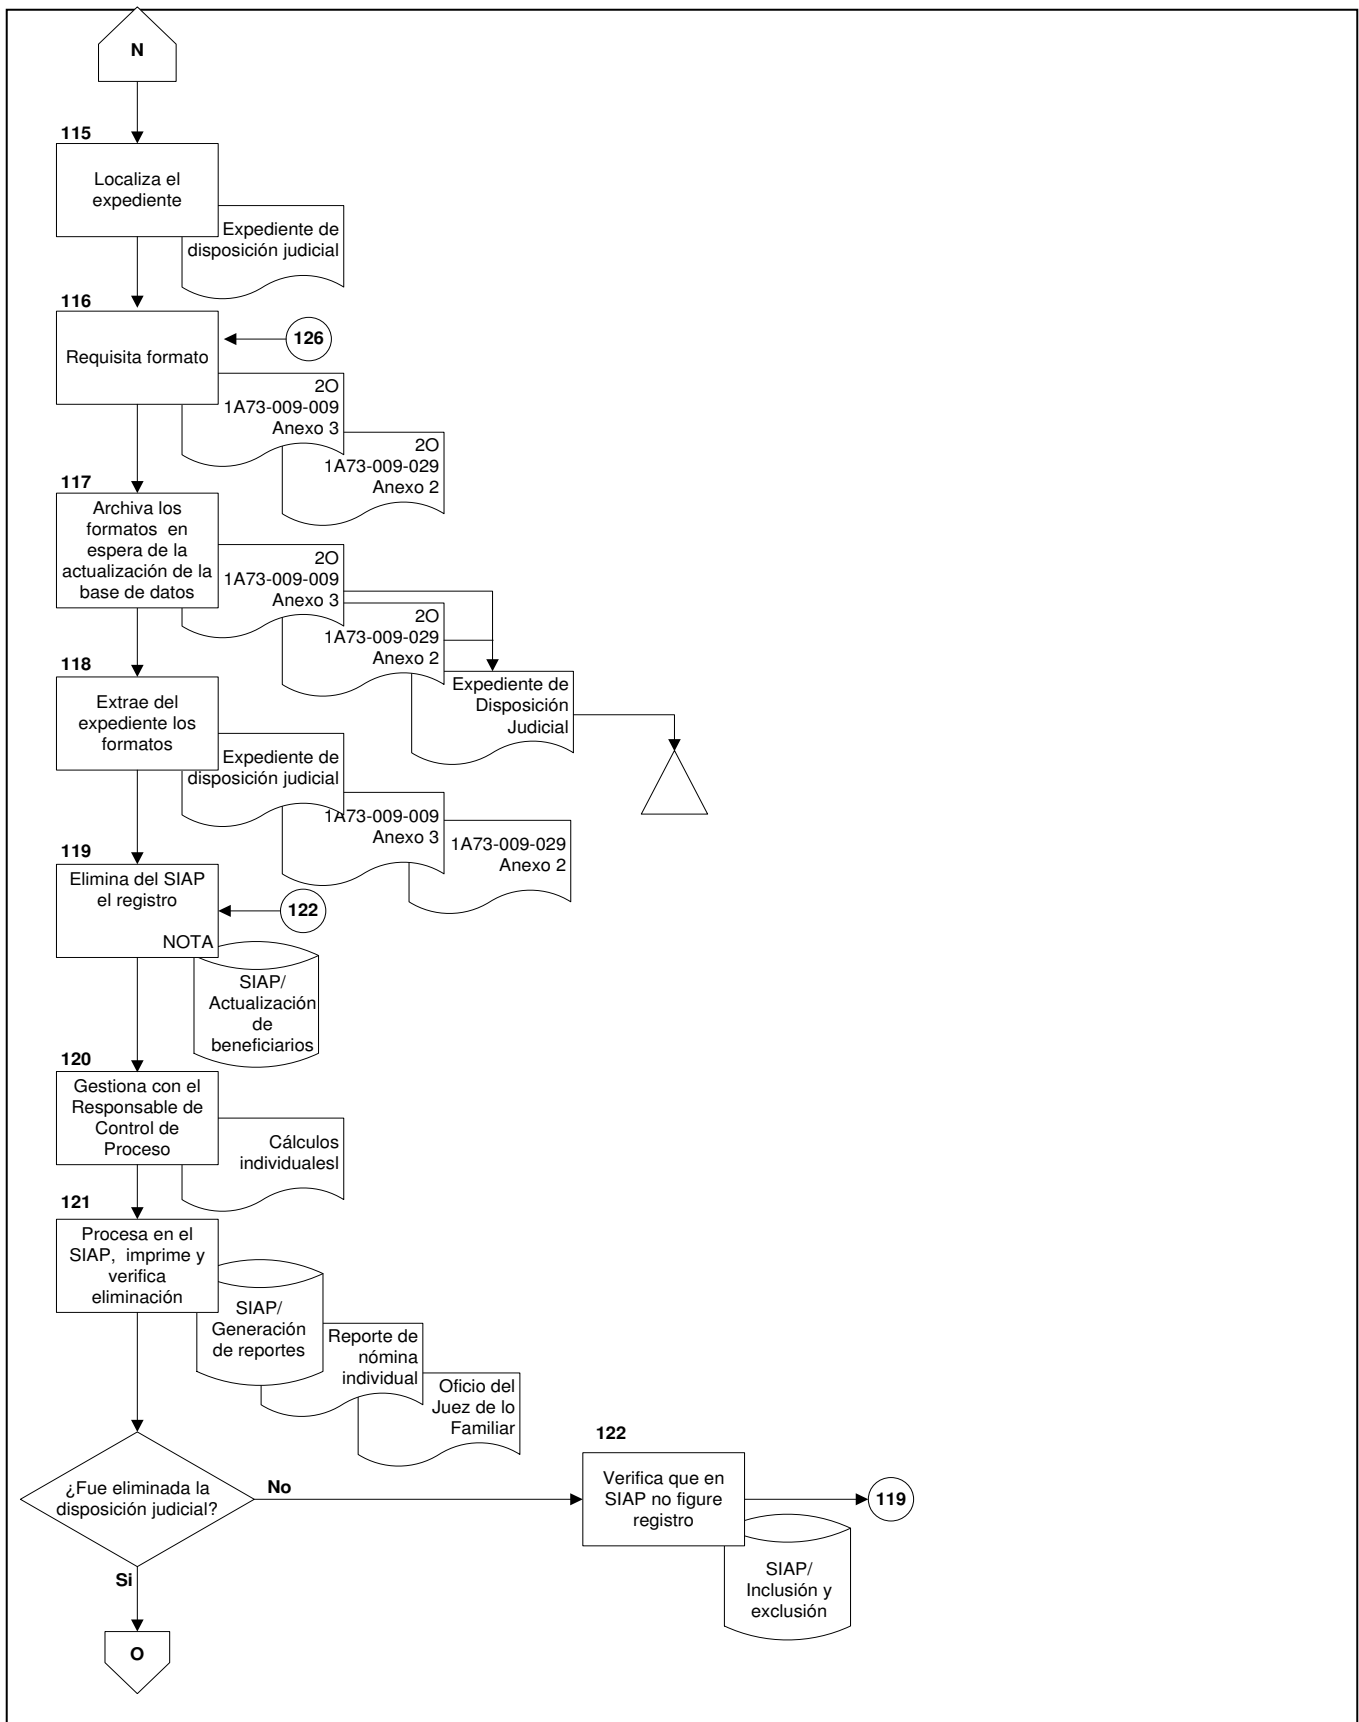 N
115
Localiza el
expediente
Expediente de
disposición judicial
116
Requisita formato
126
2O
1A73-009-009
Anexo 3
2O
1A73-009-029
Anexo 2
117
Archiva los
formatos en
espera de la
actualización de la
base de datos
2O
1A73-009-009
Anexo 3
2O
1A73-009-029
Anexo 2
Expediente de
Disposición
Judicial
118
Extrae del
expediente los
formatos
Expediente de
disposición judicial
1A73-009-009
Anexo 3
1A73-009-029
Anexo 2
119
Elimina del SIAP
el registro
NOTA
122
SIAP/
Actualización
de
beneficiarios
120
Gestiona con el
Responsable de
Control de
Proceso
Cálculos
individualesl
121
Procesa en el
SIAP, imprime y
verifica
eliminación
SIAP/
Generación
de reportes
Reporte de
nómina
individual
Oficio del
Juez de lo
Familiar
¿Fue eliminada la
disposición judicial?
No
122
Verifica que en
SIAP no figure
registro
119
SIAP/
Inclusión y
exclusión
Si
O